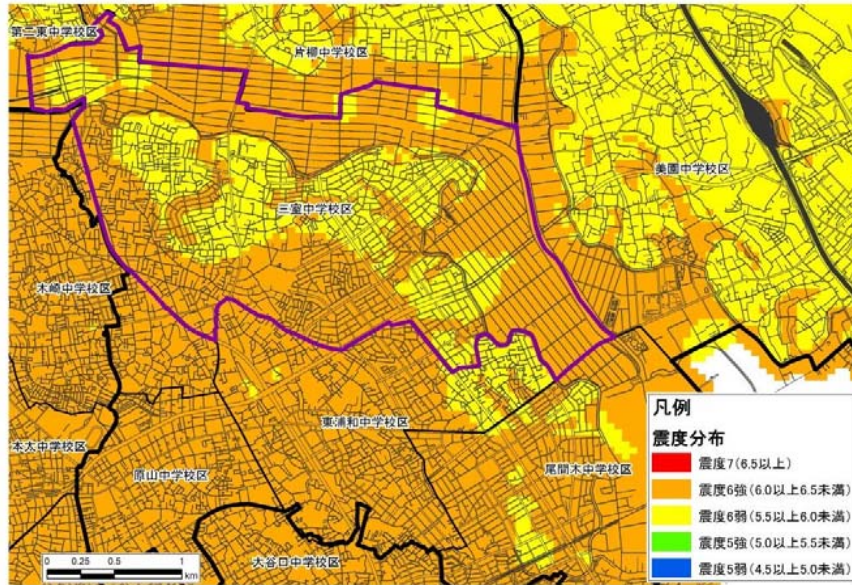 第二東中学校区
片柳中学校区
美園中学校区
三室中学校区
木崎中学校区
東浦和中学校区
本太中学校区
原山中学校区
尾間木中学校区
大谷口中学校区
凡例
震度分布
震度7(6.5以上)
震度6強(6.0以上6.5未満)
震度6弱(5.5以上6.0未満)
震度5強(5.0以上5.5未満)
震度5弱(4.5以上5.0未満)
0 0.25 0.5 1
km